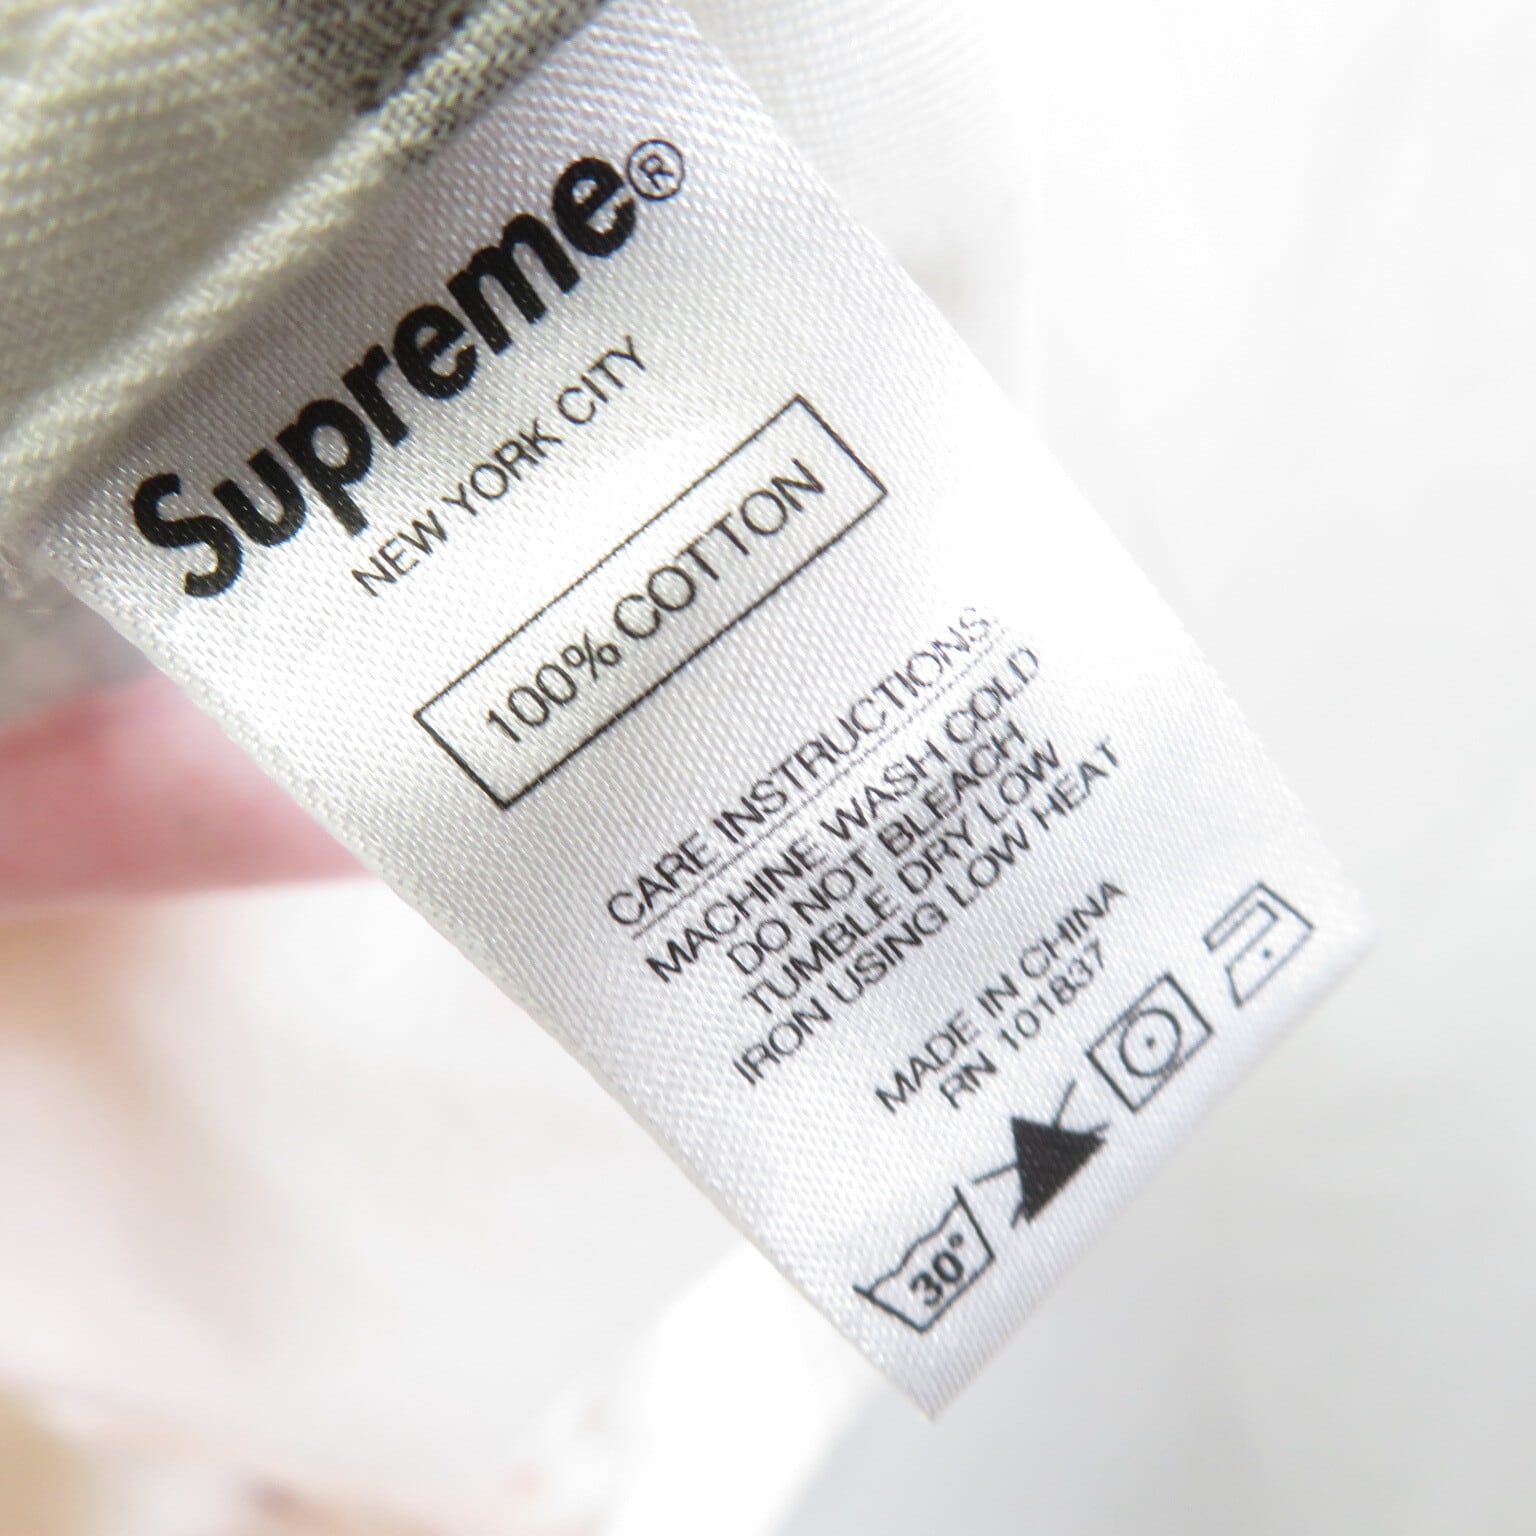 Supreme®
NEW YORK CITY
100% COTTON
CARE INSTRUCTIONS:
MACHINE WASH COLD
DO NOT BLEACH
TUMBLE DRY LOW
IRON USING LOW HEAT
MADE IN CHINA
RN 101837
30°